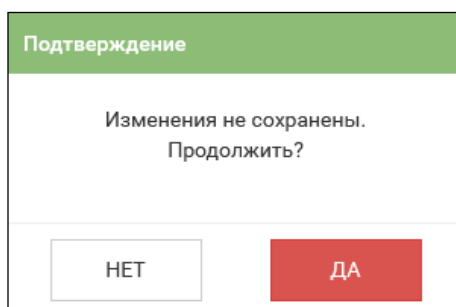 Подтверждение
Изменения не сохранены.
Продолжить?
НЕТ
ДА